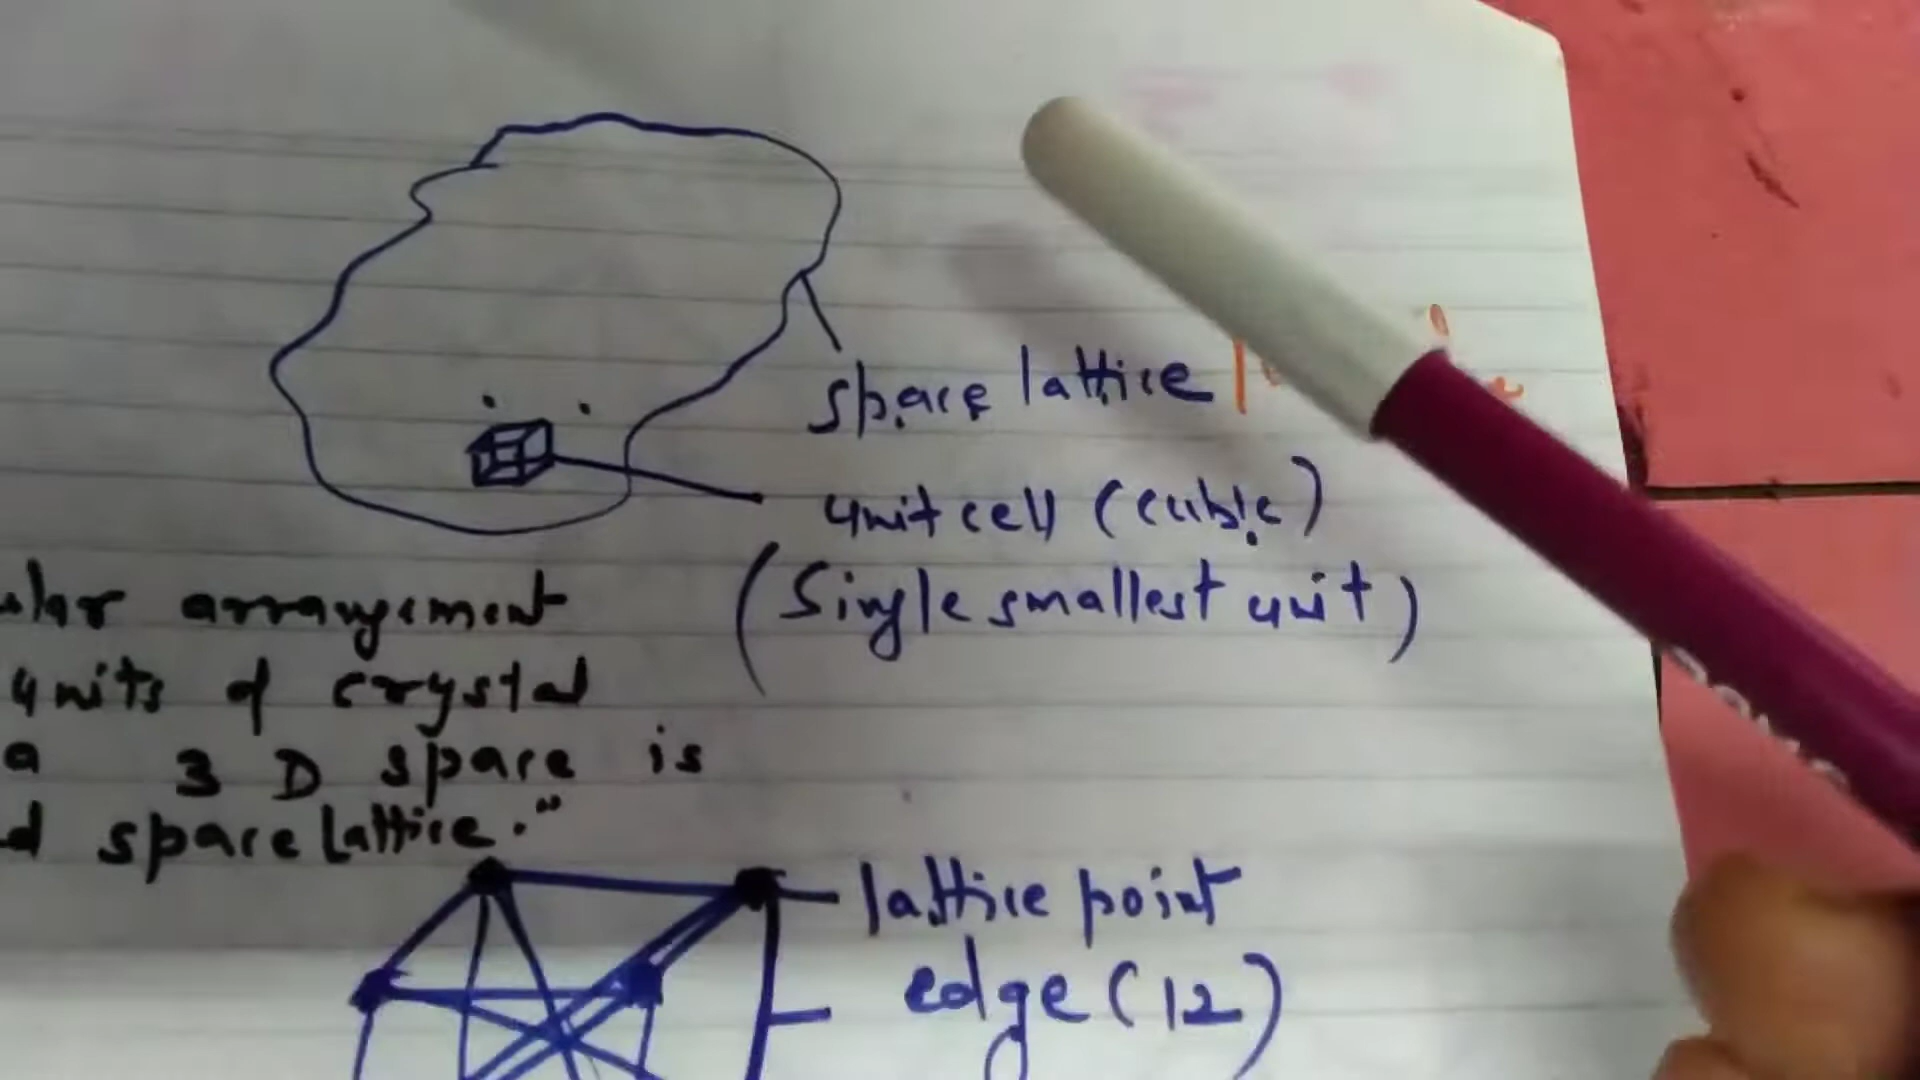 space lattice
unit cell (cubic)
(Single smallest unit)
arrangement
units of crystal
a 3 D space is
space lattice."
lattice point
edge (12)